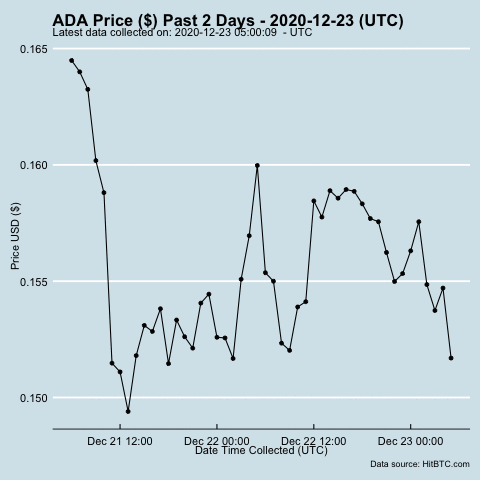 ADA Price ($) Past 2 Days - 2020-12-23 (UTC)
Latest data collected on: 2020-12-23 05:00:09 - UTC
0.165
0.160
0.155
0.150
Price USD ($)
Dec 21 12:00 Dec 22 00:00 Dec 22 12:00 Dec 23 00:00
Date Time Collected (UTC)
Data source: HitBTC.com